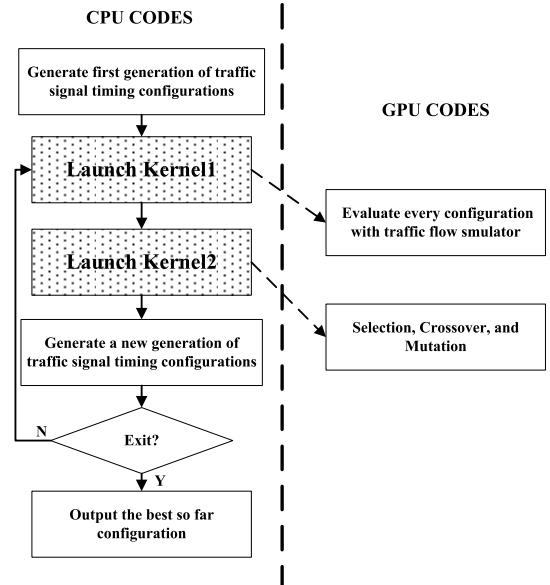 CPU CODES
Generate first generation of traffic
signal timing configurations
Launch Kernel1
Launch Kernel2
Generate a new generation of
traffic signal timing configurations
Exit?
N
Y
Output the best so far
configuration
GPU CODES
Evaluate every configuration
with traffic flow smulator
Selection, Crossover, and
Mutation